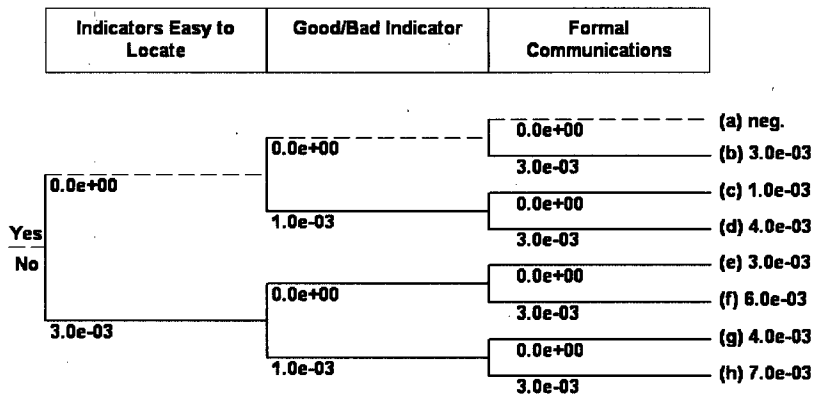 Indicators Easy to Locate
Good/Bad Indicator
Formal Communications
(a) neg.
0.0e+00
0.0e+00
(b) 3.0e-03
3.0e-03
0.0e+00
(c) 1.0e-03
0.0e+00
1.0e-03
(d) 4.0e-03
3.0e-03
Yes
No
(e) 3.0e-03
0.0e+00
0.0e+00
(f) 6.0e-03
3.0e-03
3.0e-03
(g) 4.0e-03
0.0e+00
1.0e-03
(h) 7.0e-03
3.0e-03